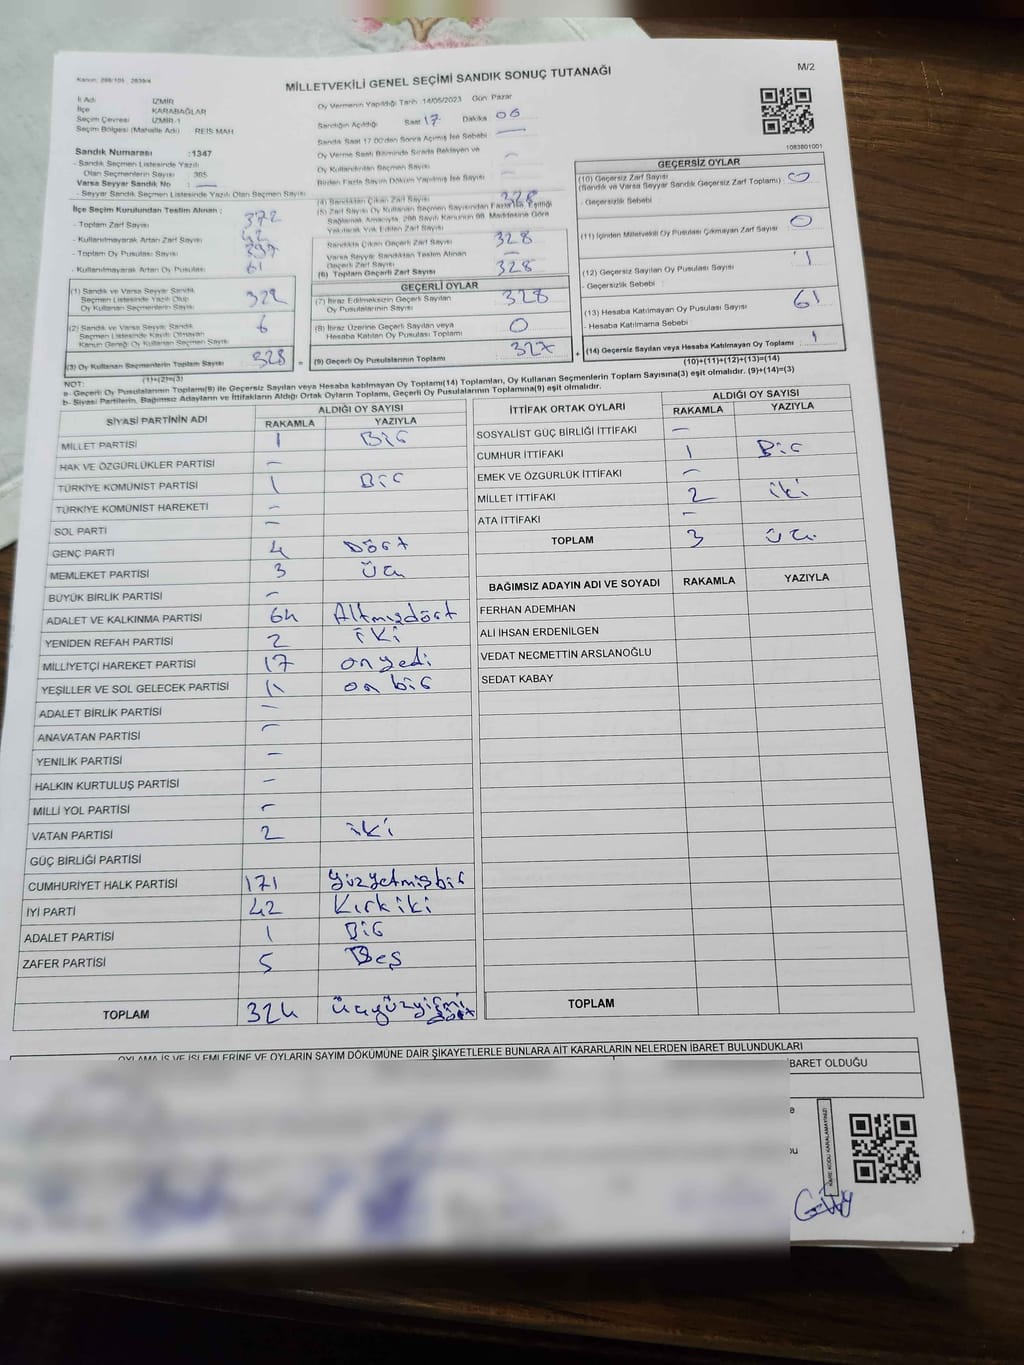 Kanun: 298/105 , 2839/4
MİLLETVEKİLİ GENEL SEÇİMİ SANDIK SONUÇ TUTANAĞI
M/2
İl Adı İZMİR
İlçe KARABAĞLAR
Seçim Çevresi İZMİR-1
Seçim Bölgesi (Mahalle Adı) REİS MAH.
Oy Vermenin Yapıldığı Tarih 14/05/2023 Gün Pazar
Sandığın Açıldığı Saat 17 Dakika 06
Sandık Saat 17.00'den Sonra Açılmış İse Sebebi —
Oy Verme Saati Bitiminde Sırada Bekleyen ve
Oy Kullandırılan Seçmen Sayısı —
Birden Fazla Sayım Döküm Yapılmış İse Sayısı —
1083801001
Sandık Numarası :1347
- Sandık Seçmen Listesinde Yazılı
Olan Seçmenlerin Sayısı : 365
Varsa Seyyar Sandık No : —
- Seyyar Sandık Seçmen Listesinde Yazılı Olan Seçmen Sayısı
İlçe Seçim Kurulundan Teslim Alınan :
- Toplam Zarf Sayısı 372
- Kullanılmayarak Artan Zarf Sayısı 42
- Toplam Oy Pusulası Sayısı
- Kullanılmayarak Artan Oy Pusulası 61
(4) Sandıktan Çıkan Zarf Sayısı 328
(5) Zarf Sayısı Oy Kullanan Seçmen Sayısından Fazla İse, Eşitliği
Sağlamak Amacıyla, 298 Sayılı Kanunun 98. Maddesine Göre
Yakılarak Yok Edilen Zarf Sayısı
Sandıkta Çıkan Geçerli Zarf Sayısı 328
Varsa Seyyar Sandıktan Teslim Alınan
Geçerli Zarf Sayısı —
(6) Toplam Geçerli Zarf Sayısı 328
GEÇERSİZ OYLAR
(10) Geçersiz Zarf Sayısı
(Sandık ve Varsa Seyyar Sandık Geçersiz Zarf Toplamı) 0
- Geçersizlik Sebebi
(11) İçinden Milletvekili Oy Pusulası Çıkmayan Zarf Sayısı 0
(12) Geçersiz Sayılan Oy Pusulası Sayısı 1
- Geçersizlik Sebebi :
(13) Hesaba Katılmayan Oy Pusulası Sayısı 61
- Hesaba Katılmama Sebebi :
(14) Geçersiz Sayılan veya Hesaba Katılmayan Oy Toplamı 1
(10)+(11)+(12)+(13)=(14)
(1) Sandık ve Varsa Seyyar Sandık
Seçmen Listesinde Yazılı Olup
Oy Kullanan Seçmenlerin Sayısı 322
(2) Sandık ve Varsa Seyyar Sandık
Seçmen Listesinde Kayıtlı Olmayan
Kanun Gereği Oy Kullanan Seçmen Sayısı 6
(3) Oy Kullanan Seçmenlerin Toplam Sayısı 328
(1)+(2)=(3)
GEÇERLİ OYLAR
(7) İtiraz Edilmeksizin Geçerli Sayılan
Oy Pusulalarının Sayısı 328
(8) İtiraz Üzerine Geçerli Sayılan veya
Hesaba Katılan Oy Pusulası Toplamı 0
(9) Geçerli Oy Pusulalarının Toplamı 327
NOT:
a- Geçerli Oy Pusulalarının Toplamı(9) ile Geçersiz Sayılan veya Hesaba katılmayan Oy Toplamı(14) Toplamları, Oy Kullanan Seçmenlerin Toplam Sayısına(3) eşit olmalıdır. (9)+(14)=(3)
b- Siyasi Partilerin, Bağımsız Adayların ve İttifakların Aldığı Ortak Oyların Toplamı, Geçerli Oy Pusulalarının Toplamına(9) eşit olmalıdır.
SİYASİ PARTİNİN ADI ALDIĞI OY SAYISI
RAKAMLA YAZIYLA
MİLLET PARTİSİ 1 Bir
HAK VE ÖZGÜRLÜKLER PARTİSİ —
TÜRKİYE KOMÜNİST PARTİSİ 1 Bir
TÜRKİYE KOMÜNİST HAREKETİ —
SOL PARTİ —
GENÇ PARTİ 4 Dört
MEMLEKET PARTİSİ 3 Üç
BÜYÜK BİRLİK PARTİSİ —
ADALET VE KALKINMA PARTİSİ 64 Altmışdört
YENİDEN REFAH PARTİSİ 2 iki
MİLLİYETÇİ HAREKET PARTİSİ 17 onyedi
YEŞİLLER VE SOL GELECEK PARTİSİ 11 on bir
ADALET BİRLİK PARTİSİ —
ANAVATAN PARTİSİ —
YENİLİK PARTİSİ —
HALKIN KURTULUŞ PARTİSİ —
MİLLİ YOL PARTİSİ —
VATAN PARTİSİ 2 iki
GÜÇ BİRLİĞİ PARTİSİ
CUMHURİYET HALK PARTİSİ 171 yüzyetmişbir
İYİ PARTİ 42 Kırkiki
ADALET PARTİSİ 1 Bir
ZAFER PARTİSİ 5 Beş
TOPLAM 324 üçyüzyirmi dört
İTTİFAK ORTAK OYLARI ALDIĞI OY SAYISI
RAKAMLA YAZIYLA
SOSYALİST GÜÇ BİRLİĞİ İTTİFAKI —
CUMHUR İTTİFAKI 1 Bir
EMEK VE ÖZGÜRLÜK İTTİFAKI —
MİLLET İTTİFAKI 2 iki
ATA İTTİFAKI —
TOPLAM 3 üç
BAĞIMSIZ ADAYIN ADI VE SOYADI RAKAMLA YAZIYLA
FERHAN ADEMHAN
ALİ İHSAN ERDENİLGEN
VEDAT NECMETTİN ARSLANOĞLU
SEDAT KABAY
TOPLAM
OYLAMA İŞ VE İŞLEMLERİNE VE OYLARIN SAYIM DÖKÜMÜNE DAİR ŞİKAYETLERLE BUNLARA AİT KARARLARIN NELERDEN İBARET BULUNDUKLARI
İBARET OLDUĞU
KARE KODU KARALAMAYINIZ!